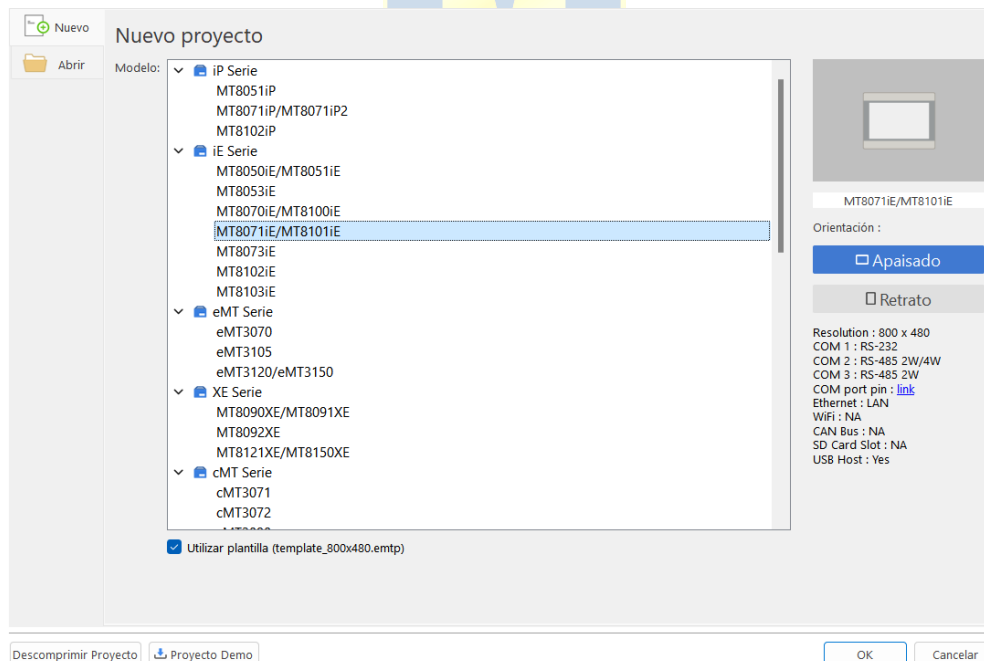 Nuevo
Abrir
Nuevo proyecto
Modelo:
iP Serie
MT8051iP
MT8071iP/MT8071iP2
MT8102iP
iE Serie
MT8050iE/MT8051iE
MT8053iE
MT8070iE/MT8100iE
MT8071iE/MT8101iE
MT8073iE
MT8102iE
MT8103iE
eMT Serie
eMT3070
eMT3105
eMT3120/eMT3150
XE Serie
MT8090XE/MT8091XE
MT8092XE
MT8121XE/MT8150XE
cMT Serie
cMT3071
cMT3072
Utilizar plantilla (template_800x480.emtp)
MT8071iE/MT8101iE
Orientación :
Apaisado
Retrato
Resolution : 800 x 480
COM 1 : RS-232
COM 2 : RS-485 2W/4W
COM 3 : RS-485 2W
COM port pin : link
Ethernet : LAN
WiFi : NA
CAN Bus : NA
SD Card Slot : NA
USB Host : Yes
Descomprimir Proyecto
Proyecto Demo
OK
Cancelar